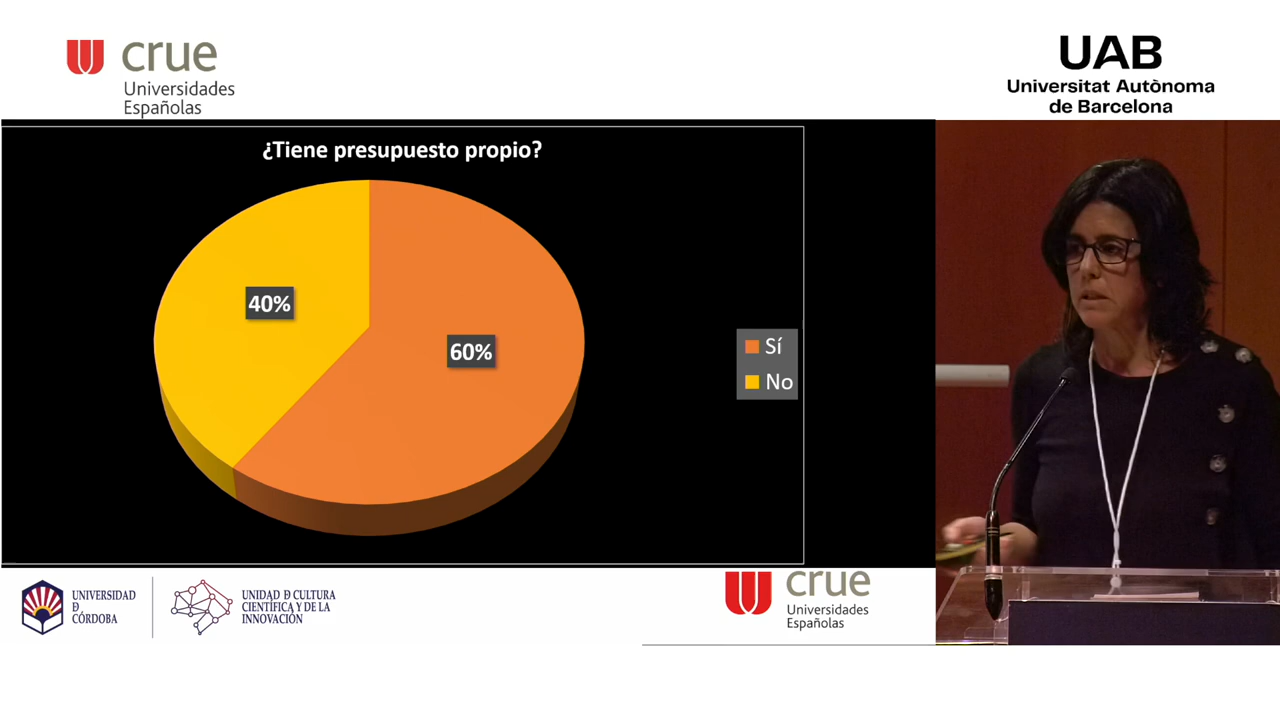 crue
Universidades
Españolas
UAB
Universitat Autònoma
de Barcelona
¿Tiene presupuesto propio?
40%
60%
Sí
No
UNIVERSIDAD
Ð
CÓRDOBA
UNIDAD Ð CULTURA
CIENTÍFICA Y DE LA
INNOVACIÓN
crue
Universidades
Españolas